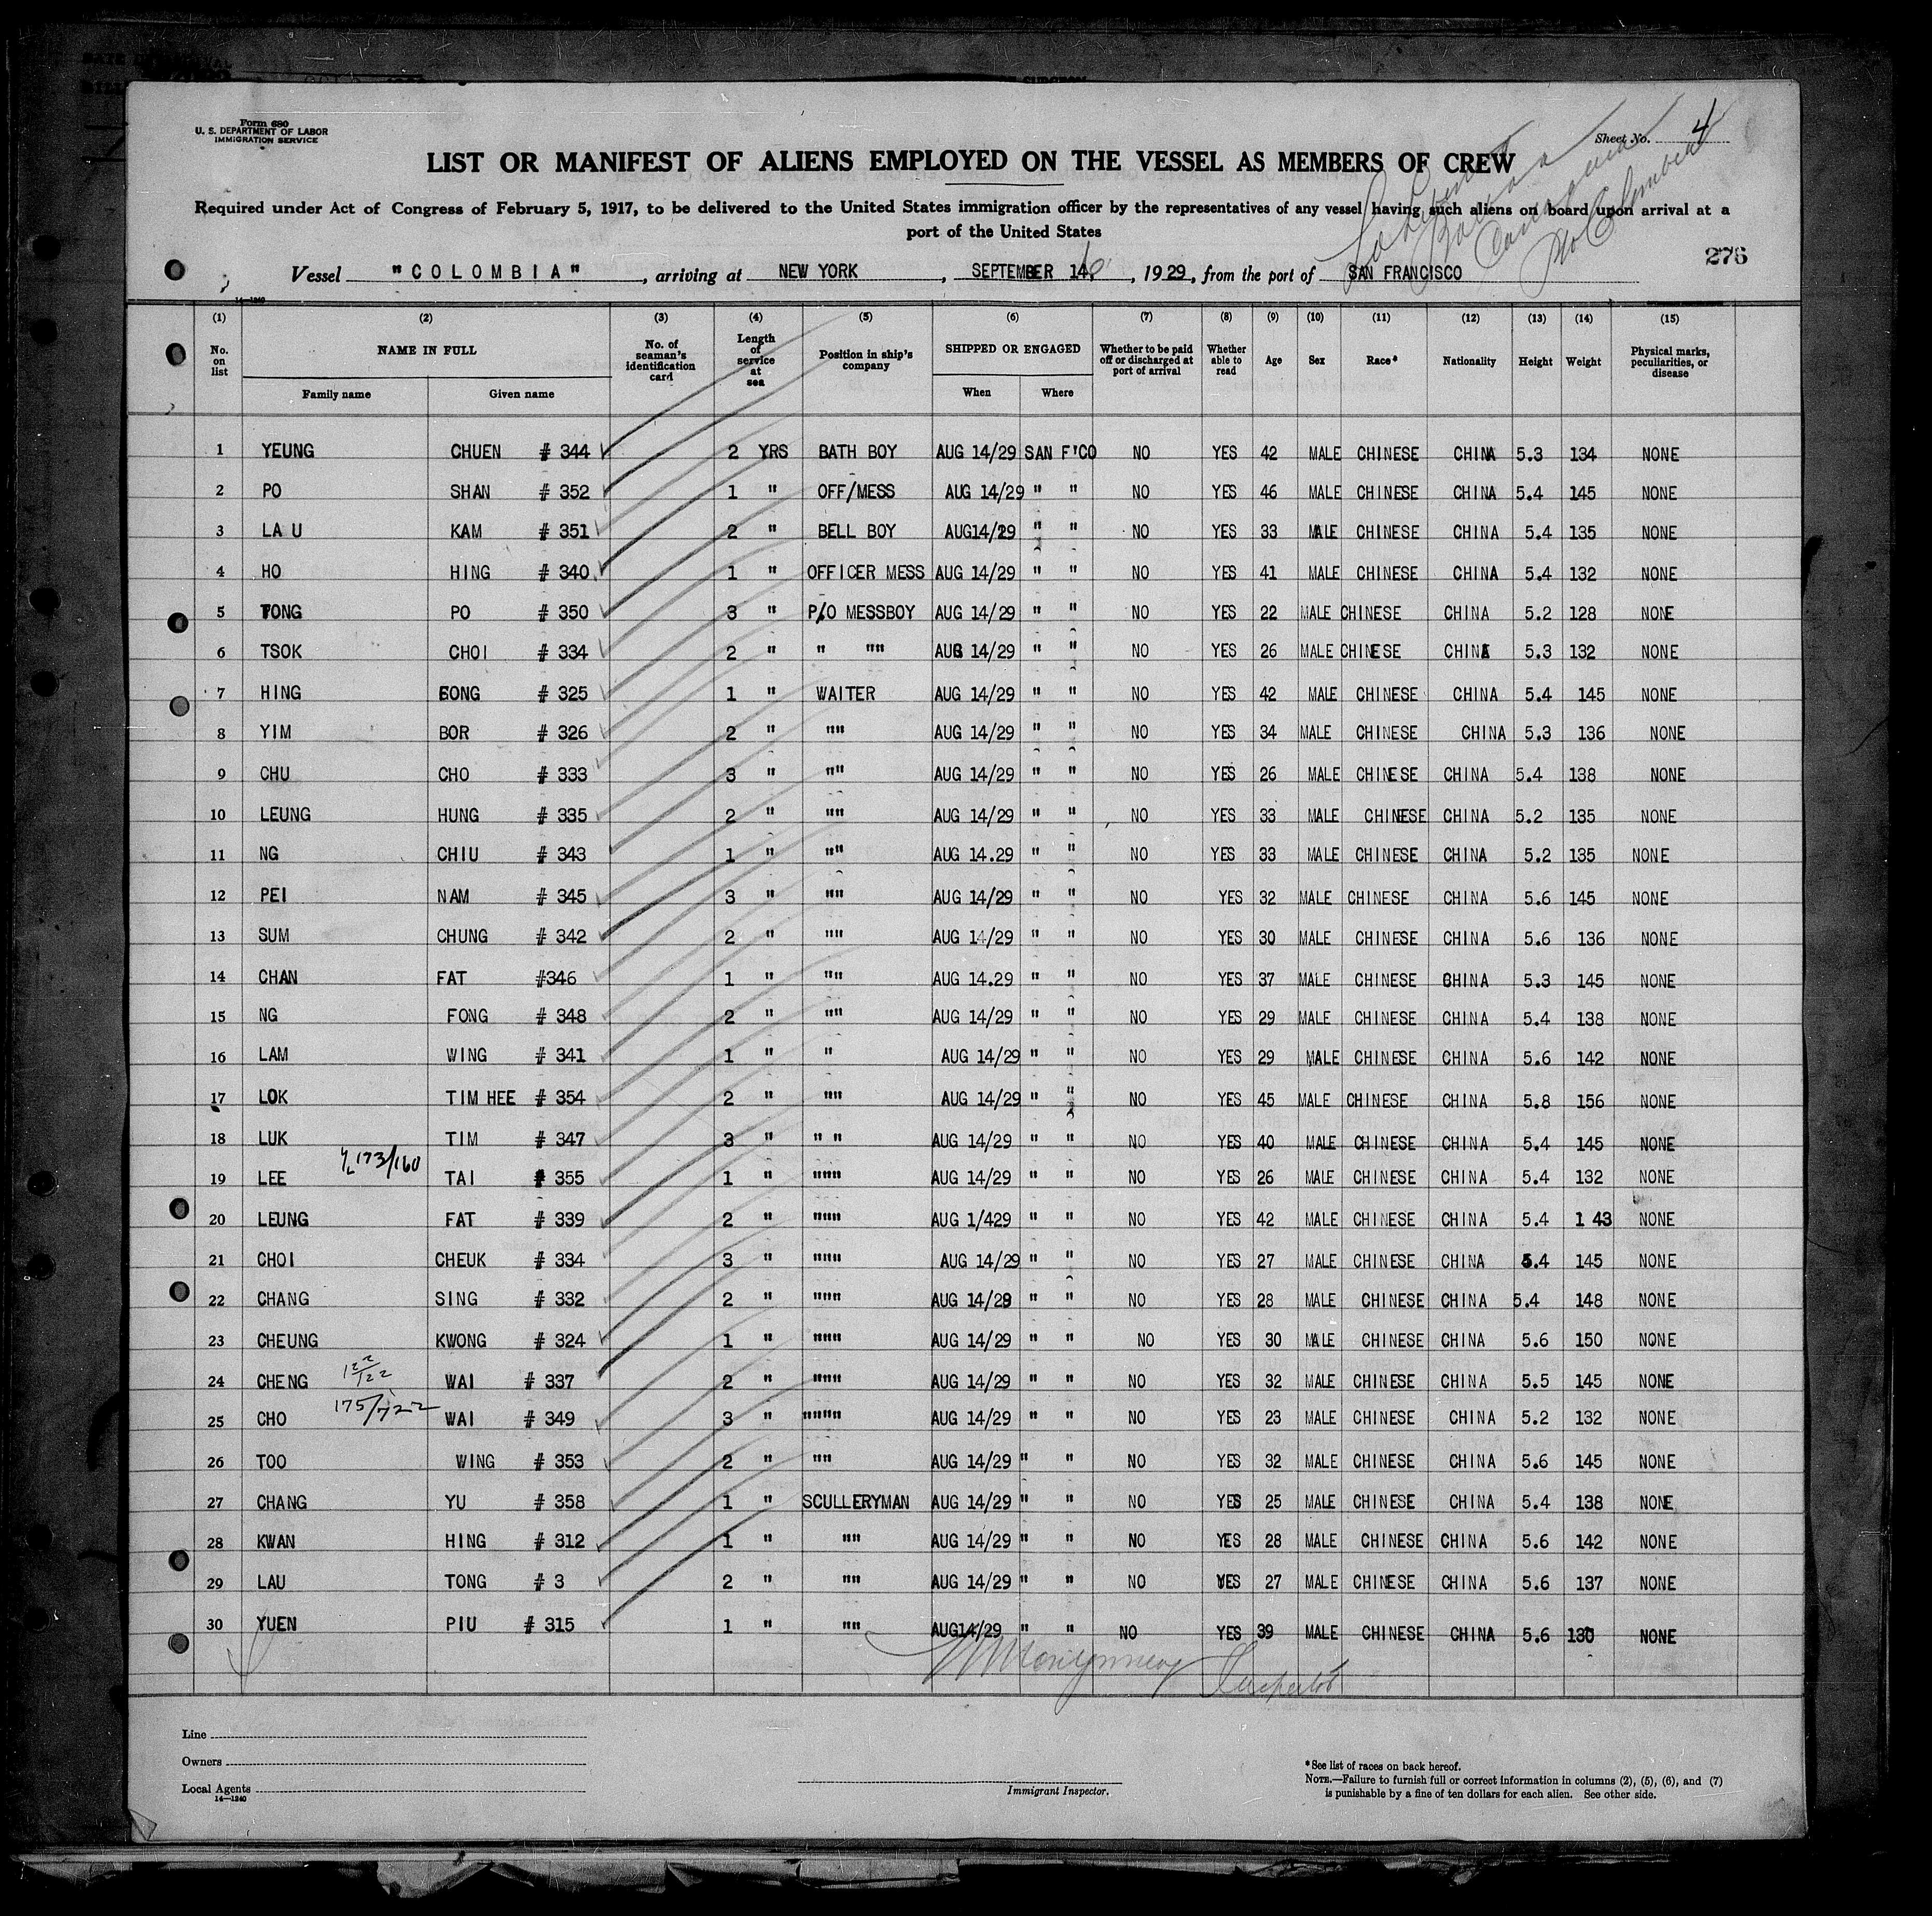 Form 680
U. S. DEPARTMENT OF LABOR
IMMIGRATION SERVICE
Sheet No. 4
LIST OR MANIFEST OF ALIENS EMPLOYED ON THE VESSEL AS MEMBERS OF CREW
Required under Act of Congress of February 5, 1917, to be delivered to the United States immigration officer by the representatives of any vessel having such aliens on board upon arrival at a
port of the United States
276
Vessel "COLOMBIA", arriving at NEW YORK, SEPTEMBER 16, 1929, from the port of SAN FRANCISCO
14—1240
(1) (2) (3) (4) (5) (6) (7) (8) (9) (10) (11) (12) (13) (14) (15)
No. on list NAME IN FULL No. of seaman's identification card Length of service at sea Position in ship's company SHIPPED OR ENGAGED Whether to be paid off or discharged at port of arrival Whether able to read Age Sex Race* Nationality Height Weight Physical marks, peculiarities, or disease
Family name Given name When Where
1 YEUNG CHUEN # 344 2 YRS BATH BOY AUG 14/29 SAN F'CO NO YES 42 MALE CHINESE CHINA 5.3 134 NONE
2 PO SHAN # 352 1 " OFF/MESS AUG 14/29 " " NO YES 46 MALE CHINESE CHINA 5.4 145 NONE
3 LA U KAM # 351 2 " BELL BOY AUG14/29 " " NO YES 33 MALE CHINESE CHINA 5.4 135 NONE
4 HO HING # 340 1 " OFFICER MESS AUG 14/29 " " NO YES 41 MALE CHINESE CHINA 5.4 132 NONE
5 TONG PO # 350 3 " P/O MESSBOY AUG 14/29 " " NO YES 22 MALE CHINESE CHINA 5.2 128 NONE
6 TSOK CHOI # 334 2 " " "" AUG 14/29 " " NO YES 26 MALE CHINESE CHINA 5.3 132 NONE
7 HING FONG # 325 1 " WAITER AUG 14/29 " " NO YES 42 MALE CHINESE CHINA 5.4 145 NONE
8 YIM BOR # 326 2 " "" AUG 14/29 " " NO YES 34 MALE CHINESE CHINA 5.3 136 NONE
9 CHU CHO # 333 3 " "" AUG 14/29 " " NO YES 26 MALE CHINESE CHINA 5.4 138 NONE
10 LEUNG HUNG # 335 2 " "" AUG 14/29 " " NO YES 33 MALE CHINESE CHINA 5.2 135 NONE
11 NG CHIU # 343 1 " "" AUG 14.29 " " NO YES 33 MALE CHINESE CHINA 5.2 135 NONE
12 PEI NAM # 345 3 " "" AUG 14/29 " " NO YES 32 MALE CHINESE CHINA 5.6 145 NONE
13 SUM CHUNG # 342 2 " "" AUG 14/29 " " NO YES 30 MALE CHINESE CHINA 5.6 136 NONE
14 CHAN FAT #346 1 " "" AUG 14.29 " " NO YES 37 MALE CHINESE CHINA 5.3 145 NONE
15 NG FONG # 348 2 " "" AUG 14/29 " " NO YES 29 MALE CHINESE CHINA 5.4 138 NONE
16 LAM WING # 341 1 " " AUG 14/29 " " NO YES 29 MALE CHINESE CHINA 5.6 142 NONE
17 LOK TIM HEE # 354 2 " "" AUG 14/29 " " NO YES 45 MALE CHINESE CHINA 5.8 156 NONE
18 LUK TIM # 347 3 " " " AUG 14/29 " " NO YES 40 MALE CHINESE CHINA 5.4 145 NONE
173/160
19 LEE TAI # 355 1 " """ AUG 14/29 " " NO YES 26 MALE CHINESE CHINA 5.4 132 NONE
20 LEUNG FAT # 339 2 " """ AUG 1/429 " " NO YES 42 MALE CHINESE CHINA 5.4 1 43 NONE
21 CHOI CHEUK # 334 3 " """ AUG 14/29 " " NO YES 27 MALE CHINESE CHINA 5.4 145 NONE
22 CHANG SING # 332 2 " """ AUG 14/29 " " NO YES 28 MALE CHINESE CHINA 5.4 148 NONE
23 CHEUNG KWONG # 324 1 " """ AUG 14/29 " " NO YES 30 MALE CHINESE CHINA 5.6 150 NONE
24 CHENG WAI # 337 2 " """ AUG 14/29 " " NO YES 32 MALE CHINESE CHINA 5.5 145 NONE
175/722
25 CHO WAI # 349 3 " """" AUG 14/29 " " NO YES 23 MALE CHINESE CHINA 5.2 132 NONE
26 TOO WING # 353 2 " "" AUG 14/29 " " NO YES 32 MALE CHINESE CHINA 5.6 145 NONE
27 CHANG YU # 358 1 " SCULLERYMAN AUG 14/29 " " NO YES 25 MALE CHINESE CHINA 5.4 138 NONE
28 KWAN HING # 312 1 " "" AUG 14/29 " " NO YES 28 MALE CHINESE CHINA 5.6 142 NONE
29 LAU TONG # 3 2 " "" AUG 14/29 " " NO YES 27 MALE CHINESE CHINA 5.6 137 NONE
30 YUEN PIU # 315 1 " "" AUG14/29 " " NO YES 39 MALE CHINESE CHINA 5.6 130 NONE
Montgomery Inspector
Line
Owners
Local Agents
14—1240
Immigrant Inspector.
*See list of races on back hereof.
NOTE.—Failure to furnish full or correct information in columns (2), (5), (6), and (7)
is punishable by a fine of ten dollars for each alien. See other side.